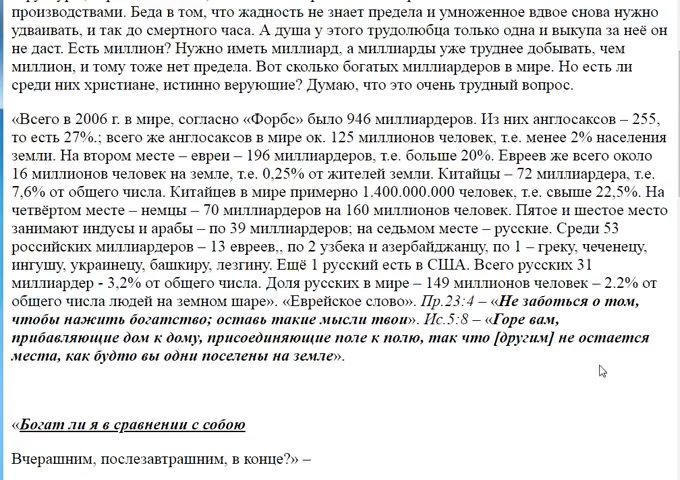 производствами. Беда в том, что жадность не знает предела и умноженное вдвое снова нужно
удваивать, и так до смертного часа. А душа у этого трудолюбца только одна и выкупа за неё он
не даст. Есть миллион? Нужно иметь миллиард, а миллиарды уже труднее добывать, чем
миллион, и тому тоже нет предела. Вот сколько богатых миллиардеров в мире. Но есть ли
среди них христиане, истинно верующие? Думаю, что это очень трудный вопрос.
«Всего в 2006 г. в мире, согласно «Форбс» было 946 миллиардеров. Из них англосаксов – 255,
то есть 27%.; всего же англосаксов в мире ок. 125 миллионов человек, т.е. менее 2% населения
земли. На втором месте – евреи – 196 миллиардеров, т.е. больше 20%. Евреев же всего около
16 миллионов человек на земле, т.е. 0,25% от жителей земли. Китайцы – 72 миллиардера, т.е.
7,6% от общего числа. Китайцев в мире примерно 1.400.000.000 человек, т.е. свыше 22,5%. На
четвёртом месте – немцы – 70 миллиардеров на 160 миллионов человек. Пятое и шестое место
занимают индусы и арабы – по 39 миллиардеров; на седьмом месте – русские. Среди 53
российских миллиардеров – 13 евреев,, по 2 узбека и азербайджанцу, по 1 – греку, чеченецу,
ингушу, украинецу, башкиру, лезгину. Ещё 1 русский есть в США. Всего русских 31
миллиардер - 3,2% от общего числа. Доля русских в мире – 149 миллионов человек – 2.2% от
общего числа людей на земном шаре». «Еврейское слово». Пр.23:4 – «Не заботься о том,
чтобы нажить богатство; оставь такие мысли твои». Ис.5:8 – «Горе вам,
прибавляющие дом к дому, присоединяющие поле к полю, так что [другим] не остается
места, как будто вы одни поселены на земле».
«Богат ли я в сравнении с собою
Вчерашним, послезавтрашним, в конце?» –